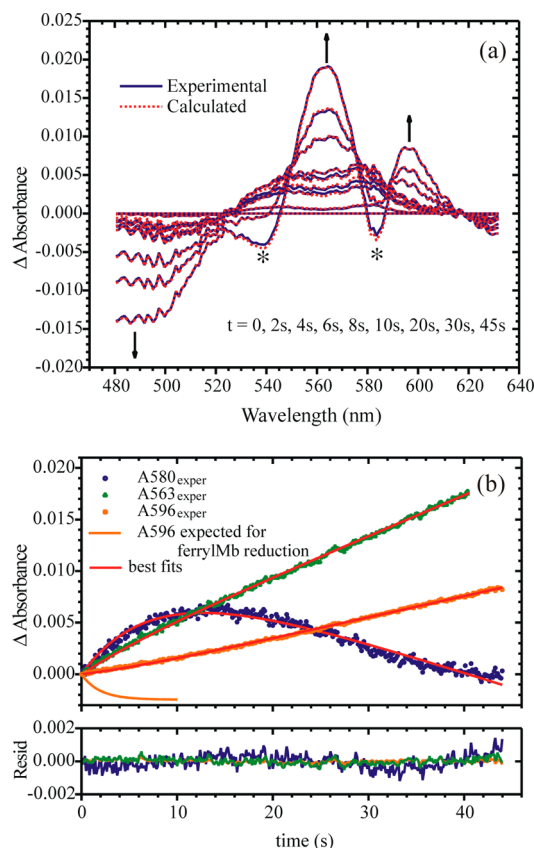 (a)
Experimental
Calculated
*
*
t = 0, 2s, 4s, 6s, 8s, 10s, 20s, 30s, 45s
Δ Absorbance
0.025
0.020
0.015
0.010
0.005
0.000
-0.005
-0.010
-0.015
-0.020
480 500 520 540 560 580 600 620 640
Wavelength (nm)
(b)
A580exper
A563exper
A596exper
A596 expected for
ferrylMb reduction
best fits
Δ Absorbance
0.020
0.015
0.010
0.005
0.000
Resid
0.002
0.000
-0.002
0 10 20 30 40
time (s)